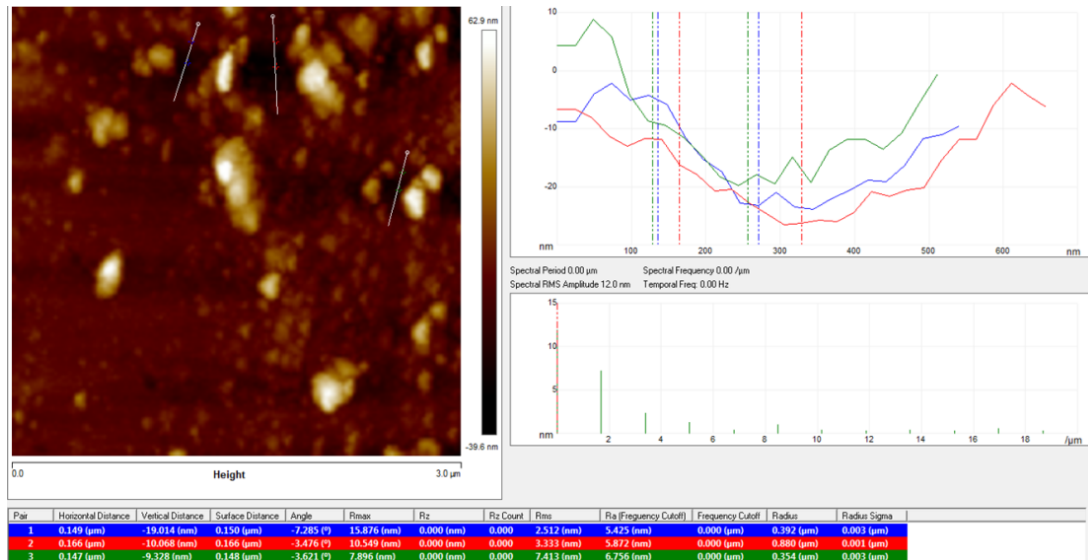 62.9 nm
-39.6 nm
0.0 Height 3.0 µm
10
0
-10
-20
nm 100 200 300 400 500 600 nm
Spectral Period 0.00 µm Spectral Frequency 0.00 /µm
Spectral RMS Amplitude 12.0 nm Temporal Freq: 0.00 Hz
15
10
5
nm 2 4 6 8 10 12 14 16 18 /µm
Pair Horizontal Distance Vertical Distance Surface Distance Angle Rmax Rz Rz Count Rms Ra (Frequency Cutoff) Frequency Cutoff Radius Radius Sigma
1 0.149 (µm) -19.014 (nm) 0.150 (µm) -7.285 (º) 15.876 (nm) 0.000 (nm) 0.000 2.512 (nm) 5.425 (nm) 0.000 (µm) 0.392 (µm) 0.003 (µm)
2 0.166 (µm) -10.068 (nm) 0.166 (µm) -3.476 (º) 10.549 (nm) 0.000 (nm) 0.000 3.333 (nm) 5.872 (nm) 0.000 (µm) 0.880 (µm) 0.001 (µm)
3 0.147 (µm) -9.328 (nm) 0.148 (µm) -3.621 (º) 7.896 (nm) 0.000 (nm) 0.000 7.413 (nm) 6.756 (nm) 0.000 (µm) 0.354 (µm) 0.003 (µm)